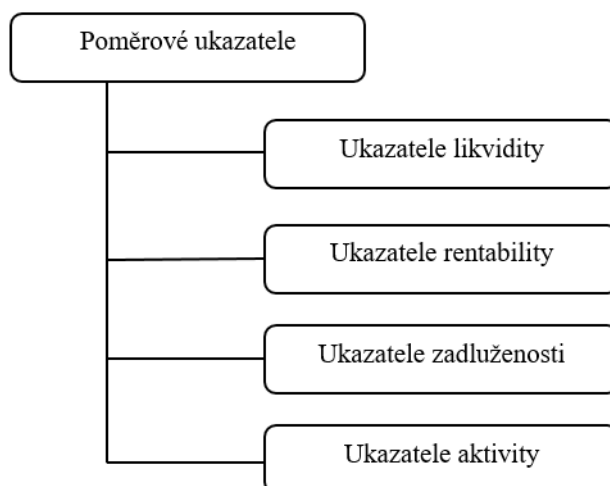 Poměrové ukazatele
Ukazatele likvidity
Ukazatele rentability
Ukazatele zadluženosti
Ukazatele aktivity